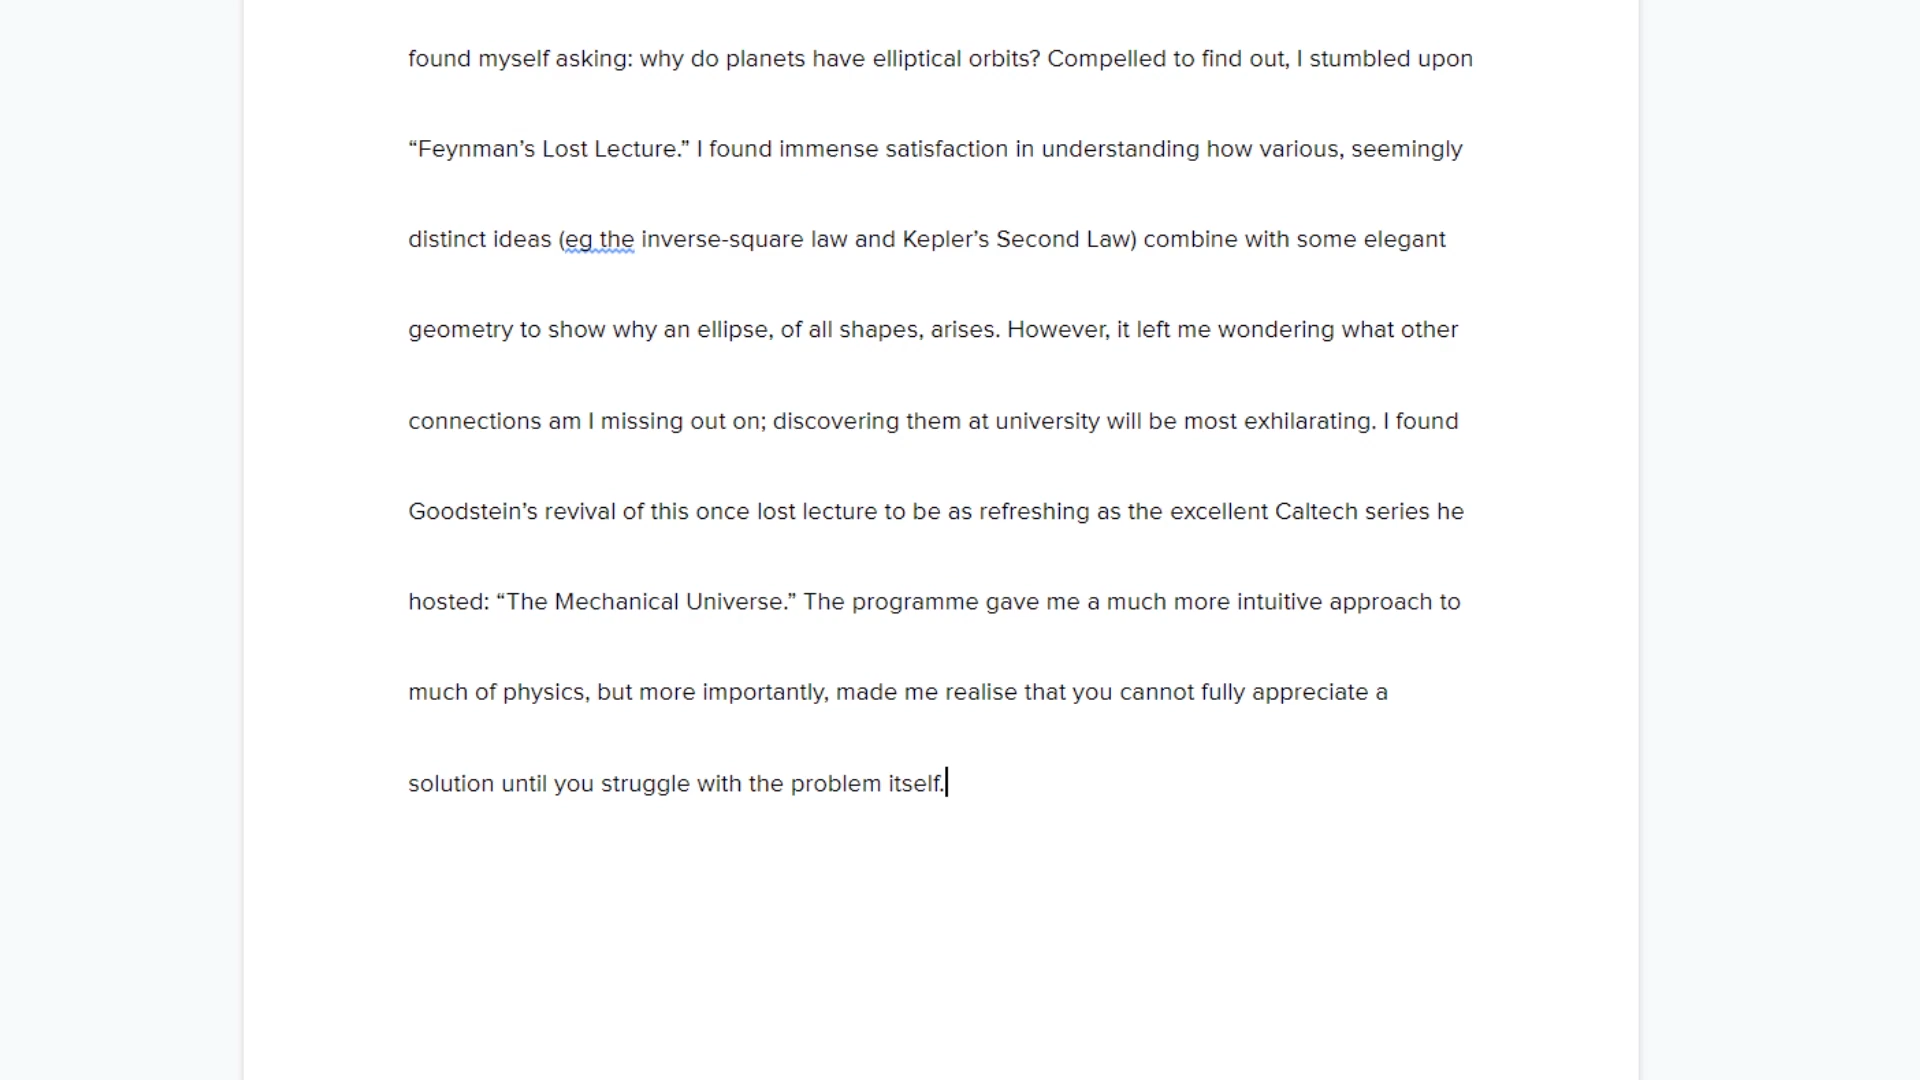 found myself asking: why do planets have elliptical orbits? Compelled to find out, I stumbled upon
“Feynman’s Lost Lecture.” I found immense satisfaction in understanding how various, seemingly
distinct ideas (eg the inverse-square law and Kepler’s Second Law) combine with some elegant
geometry to show why an ellipse, of all shapes, arises. However, it left me wondering what other
connections am I missing out on; discovering them at university will be most exhilarating. I found
Goodstein’s revival of this once lost lecture to be as refreshing as the excellent Caltech series he
hosted: “The Mechanical Universe.” The programme gave me a much more intuitive approach to
much of physics, but more importantly, made me realise that you cannot fully appreciate a
solution until you struggle with the problem itself.